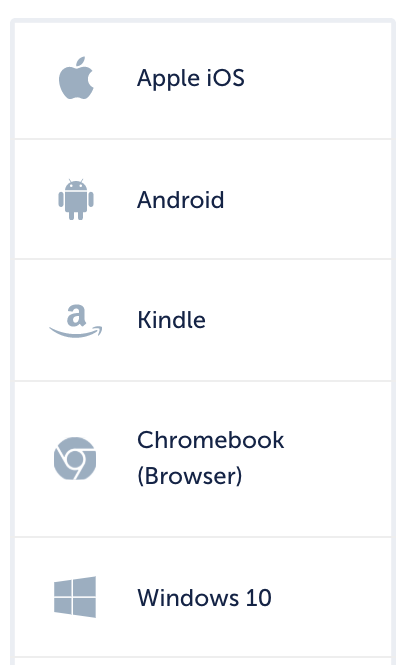 Apple iOS
Android
Kindle
Chromebook
(Browser)
Windows 10